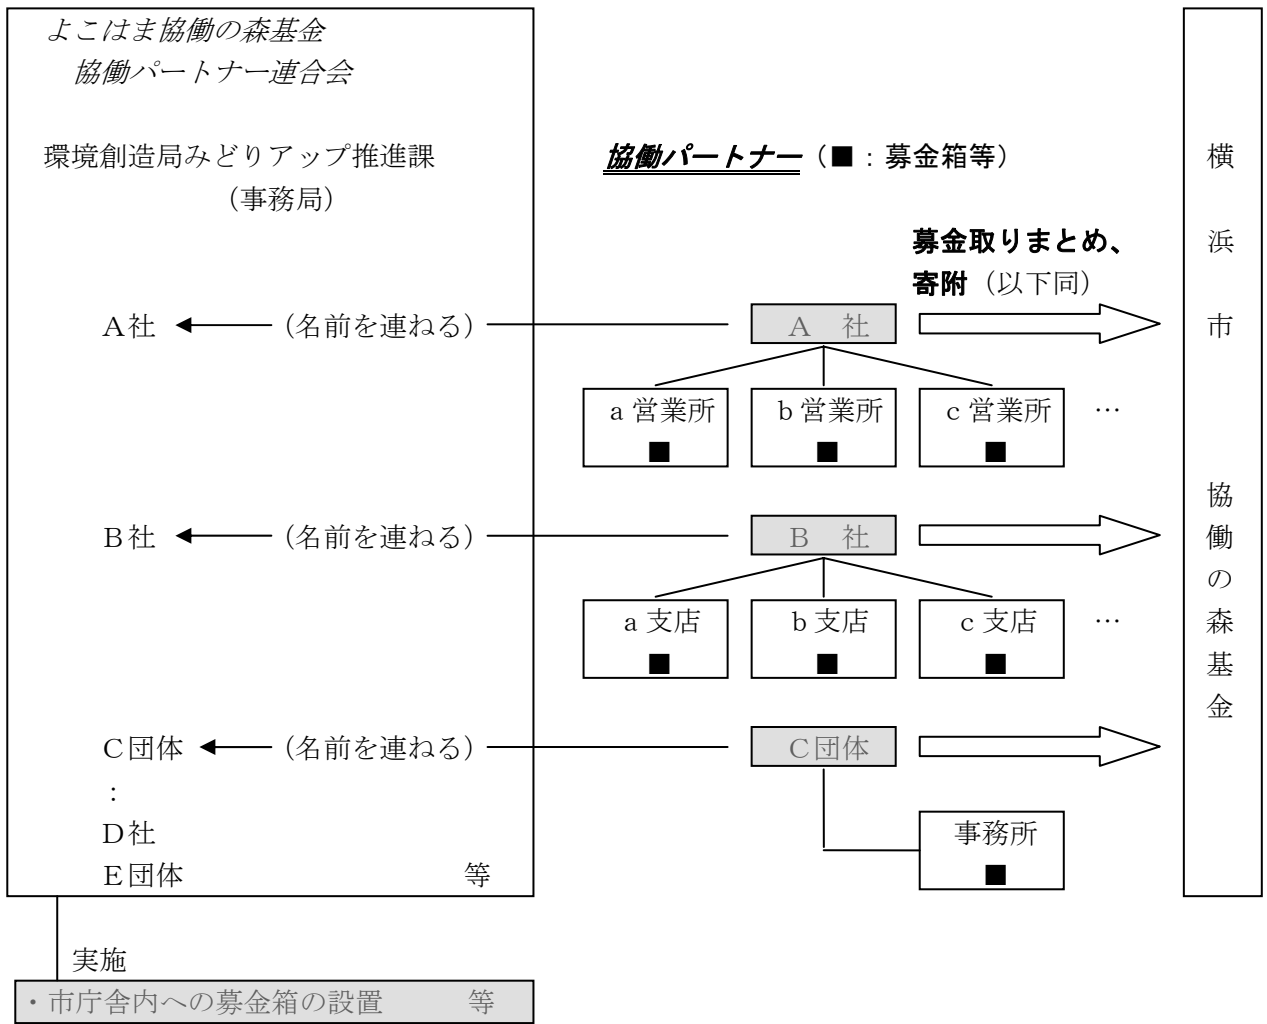 よこはま協働の森基金
協働パートナー連合会
環境創造局みどりアップ推進課
（事務局）
協働パートナー（■：募金箱等）
募金取りまとめ、
寄附（以下同）
Ａ社
（名前を連ねる）
Ａ　社
a 営業所
■
b 営業所
■
c 営業所
■
…
Ｂ社
（名前を連ねる）
Ｂ　社
a 支店
■
b 支店
■
c 支店
■
…
Ｃ団体
（名前を連ねる）
Ｃ団体
事務所
■
：
Ｄ社
Ｅ団体　等
実施
・市庁舎内への募金箱の設置　等
横浜市　協働の森基金